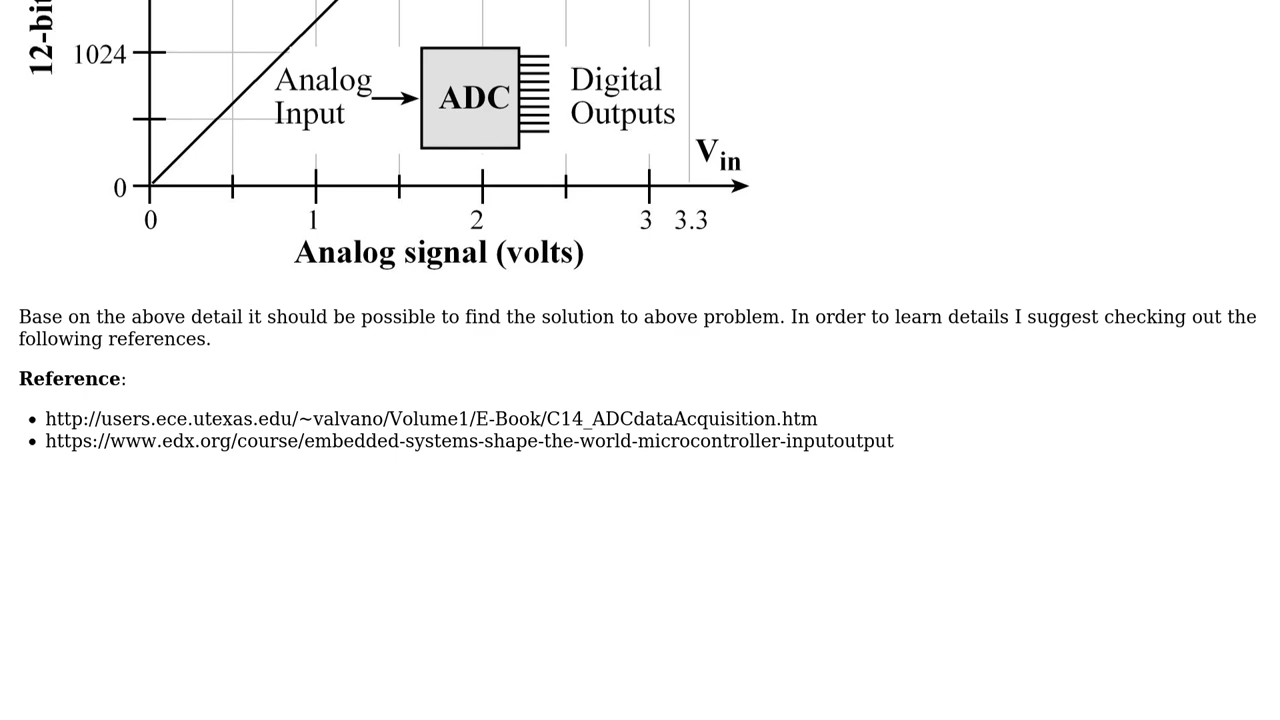 12-bi
1024
Analog
Input
ADC
Digital
Outputs
Vin
0
0 1 2 3 3.3
Analog signal (volts)
Base on the above detail it should be possible to find the solution to above problem. In order to learn details I suggest checking out the
following references.
Reference:
• http://users.ece.utexas.edu/~valvano/Volume1/E-Book/C14_ADCdataAcquisition.htm
• https://www.edx.org/course/embedded-systems-shape-the-world-microcontroller-inputoutput